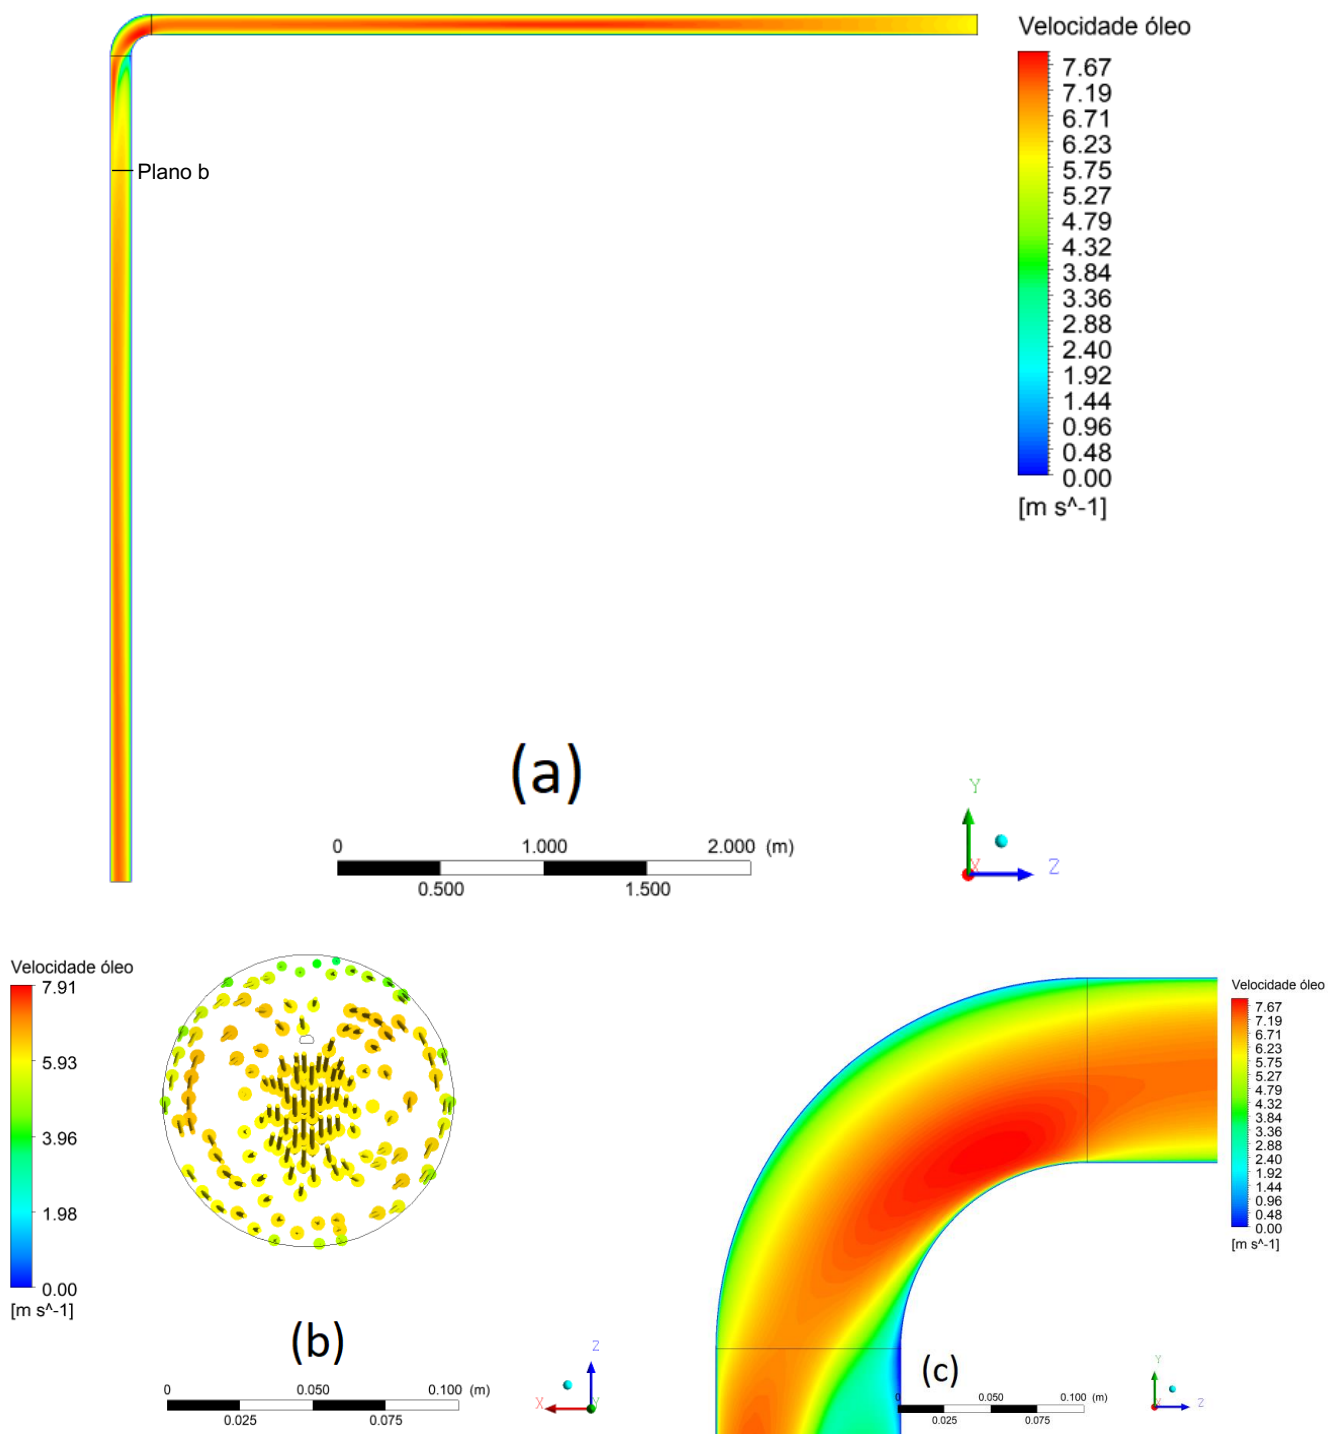 Velocidade óleo
7.67
7.19
6.71
6.23
5.75
5.27
4.79
4.32
3.84
3.36
2.88
2.40
1.92
1.44
0.96
0.48
0.00
[m s^-1]
Plano b
(a)
0 1.000 2.000 (m)
0.500 1.500
Y
X
Z
Velocidade óleo
7.91
5.93
3.96
1.98
0.00
[m s^-1]
(b)
0 0.050 0.100 (m)
0.025 0.075
Z
X
Y
Velocidade óleo
7.67
7.19
6.71
6.23
5.75
5.27
4.79
4.32
3.84
3.36
2.88
2.40
1.92
1.44
0.96
0.48
0.00
[m s^-1]
(c)
0 0.050 0.100 (m)
0.025 0.075
Y
X
Z